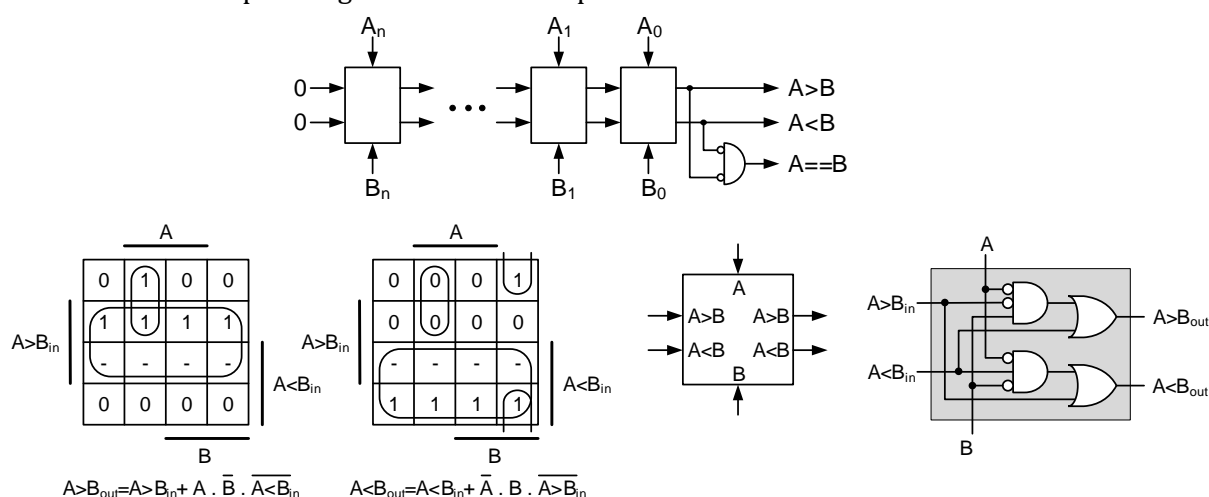 A_n A_1 A_0
0 A>B
0 ••• A<B
A==B
B_n B_1 B_0
A A A
0 1 0 0 0 0 0 1 A
A>B_in 1 1 1 1 A>B_in 0 0 0 0 A>B A>B A>B_in A>B_out
- - - - A<B_in - - - - A<B_in A<B A<B A<B_in A<B_out
0 0 0 0 1 1 1 1 B
B B B
A>B_out=A>B_in+ A . B̅ . \overline{A<B_in} A<B_out=A<B_in+ A̅ . B . \overline{A>B_in}